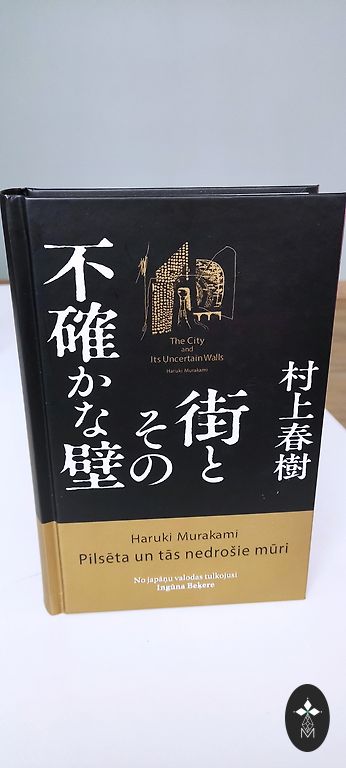 The City
and
Its Uncertain Walls
Haruki Murakami
村上春樹
街と
その
不確かな壁
Haruki Murakami
Pilsēta un tās nedrošie mūri
No japāņu valodas tulkojusi
Ingūna Beķere